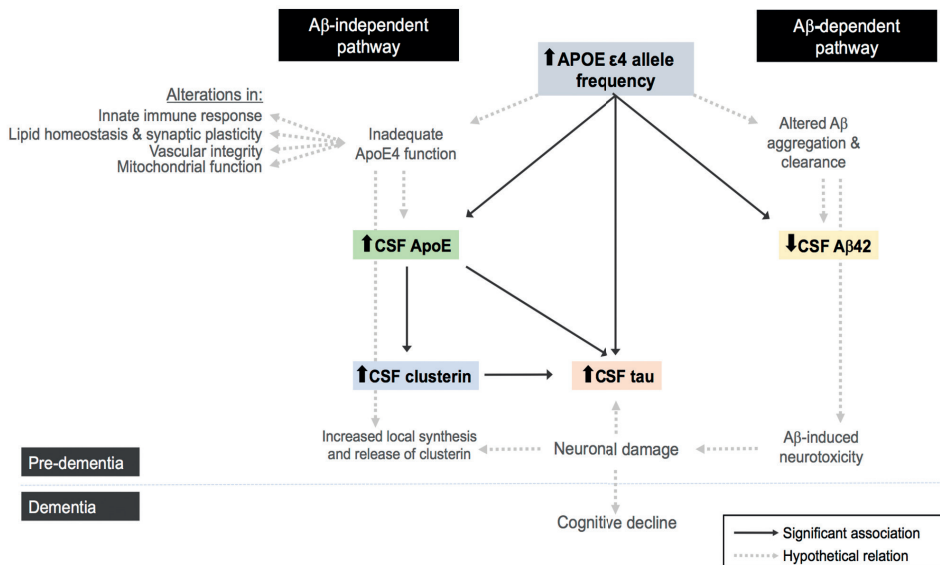 Aβ-independent
pathway
Aβ-dependent
pathway
⬆APOE ε4 allele
frequency
Alterations in:
Innate immune response
Lipid homeostasis & synaptic plasticity
Vascular integrity
Mitochondrial function
Inadequate
ApoE4 function
Altered Aβ
aggregation &
clearance
⬆CSF ApoE
⬇CSF Aβ42
⬆CSF clusterin
⬆CSF tau
Increased local synthesis
and release of clusterin
Neuronal damage
Aβ-induced
neurotoxicity
Pre-dementia
Dementia
Cognitive decline
Significant association
Hypothetical relation